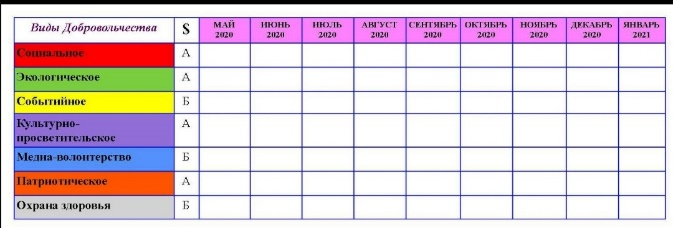 Виды Добровольчества S МАЙ ИЮНЬ ИЮЛЬ АВГУСТ СЕНТЯБРЬ ОКТЯБРЬ НОЯБРЬ ДЕКАБРЬ ЯНВАРЬ
2020 2020 2020 2020 2020 2020 2020 2020 2021
Социальное А
Экологическое А
Событийное Б
Культурно- А
просветительское
Медиа-волонтерство Б
Патриотическое А
Охрана здоровья Б